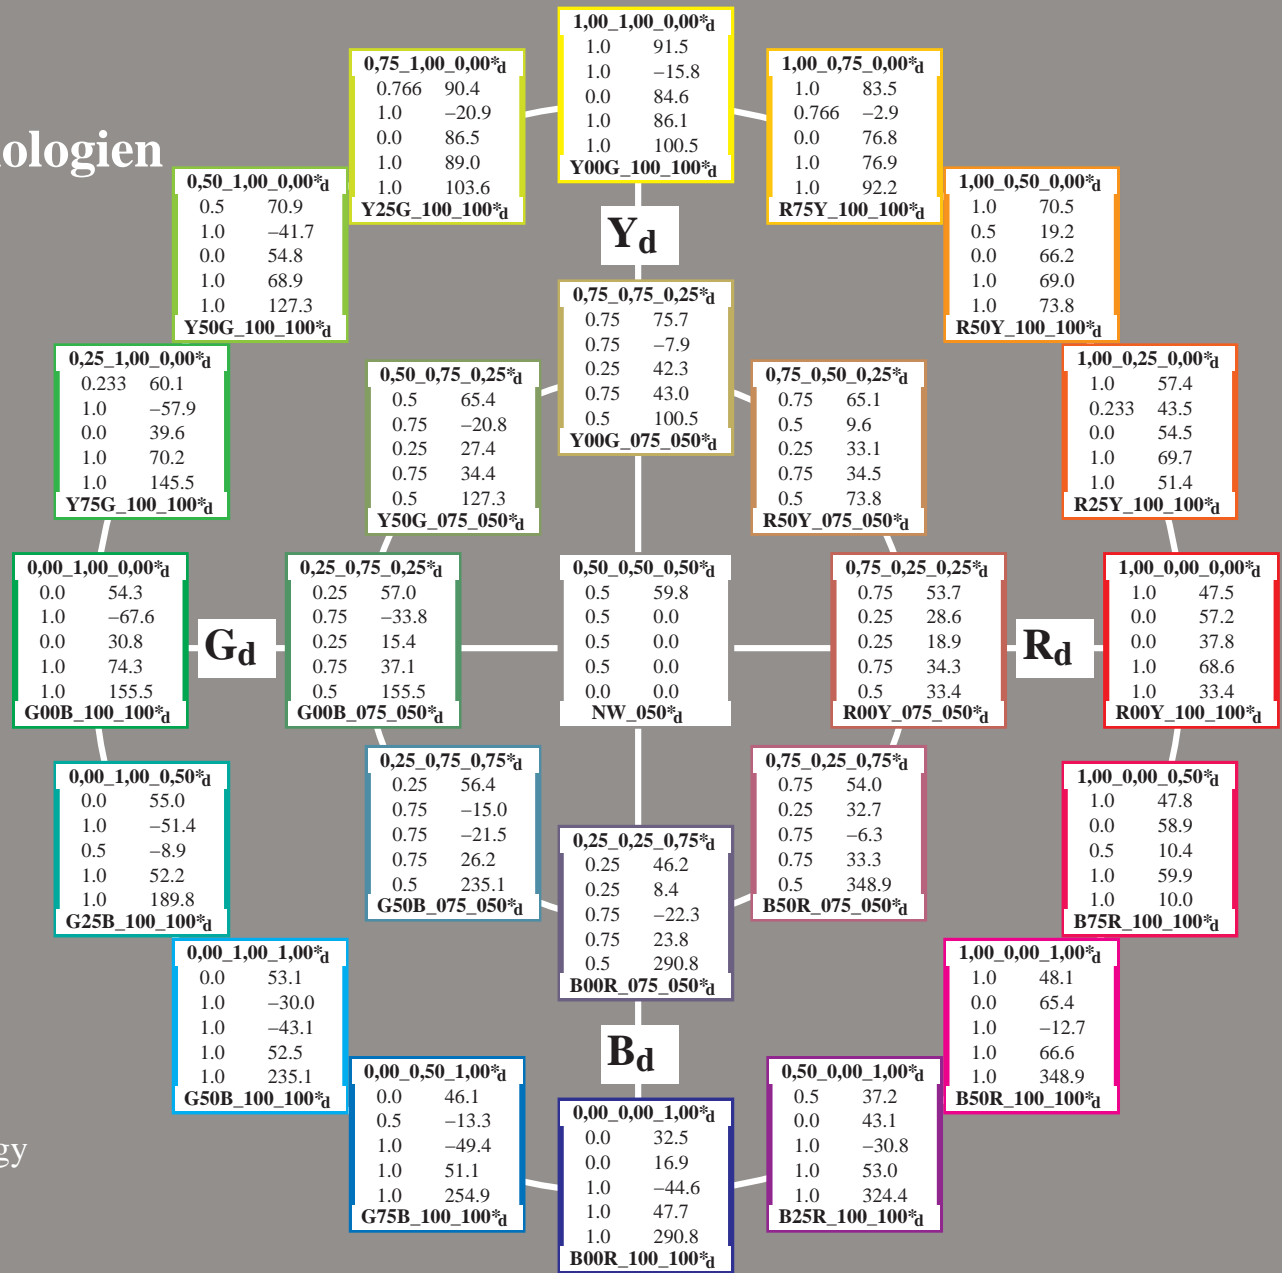 1,00_1,00_0,00*d
1.0 91.5
1.0 −15.8
0.0 84.6
1.0 86.1
1.0 100.5
Y00G_100_100*d
0,75_1,00_0,00*d
0.766 90.4
1.0 −20.9
0.0 86.5
1.0 89.0
1.0 103.6
Y25G_100_100*d
1,00_0,75_0,00*d
1.0 83.5
0.766 −2.9
0.0 76.8
1.0 76.9
1.0 92.2
R75Y_100_100*d
ologien
0,50_1,00_0,00*d
0.5 70.9
1.0 −41.7
0.0 54.8
1.0 68.9
1.0 127.3
Y50G_100_100*d
Yd
1,00_0,50_0,00*d
1.0 70.5
0.5 19.2
0.0 66.2
1.0 69.0
1.0 73.8
R50Y_100_100*d
0,75_0,75_0,25*d
0.75 75.7
0.75 −7.9
0.25 42.3
0.75 43.0
0.5 100.5
Y00G_075_050*d
0,25_1,00_0,00*d
0.233 60.1
1.0 −57.9
0.0 39.6
1.0 70.2
1.0 145.5
Y75G_100_100*d
0,50_0,75_0,25*d
0.5 65.4
0.75 −20.8
0.25 27.4
0.75 34.4
0.5 127.3
Y50G_075_050*d
0,75_0,50_0,25*d
0.75 65.1
0.5 9.6
0.25 33.1
0.75 34.5
0.5 73.8
R50Y_075_050*d
1,00_0,25_0,00*d
1.0 57.4
0.233 43.5
0.0 54.5
1.0 69.7
1.0 51.4
R25Y_100_100*d
0,00_1,00_0,00*d
0.0 54.3
1.0 −67.6
0.0 30.8
1.0 74.3
1.0 155.5
G00B_100_100*d
Gd
0,25_0,75_0,25*d
0.25 57.0
0.75 −33.8
0.25 15.4
0.75 37.1
0.5 155.5
G00B_075_050*d
0,50_0,50_0,50*d
0.5 59.8
0.5 0.0
0.5 0.0
0.5 0.0
0.0 0.0
NW_050*d
0,75_0,25_0,25*d
0.75 53.7
0.25 28.6
0.25 18.9
0.75 34.3
0.5 33.4
R00Y_075_050*d
Rd
1,00_0,00_0,00*d
1.0 47.5
0.0 57.2
0.0 37.8
1.0 68.6
1.0 33.4
R00Y_100_100*d
0,00_1,00_0,50*d
0.0 55.0
1.0 −51.4
0.5 −8.9
1.0 52.2
1.0 189.8
G25B_100_100*d
0,25_0,75_0,75*d
0.25 56.4
0.75 −15.0
0.75 −21.5
0.75 26.2
0.5 235.1
G50B_075_050*d
0,75_0,25_0,75*d
0.75 54.0
0.25 32.7
0.75 −6.3
0.75 33.3
0.5 348.9
B50R_075_050*d
1,00_0,00_0,50*d
1.0 47.8
0.0 58.9
0.5 10.4
1.0 59.9
1.0 10.0
B75R_100_100*d
0,25_0,25_0,75*d
0.25 46.2
0.25 8.4
0.75 −22.3
0.75 23.8
0.5 290.8
B00R_075_050*d
0,00_1,00_1,00*d
0.0 53.1
1.0 −30.0
1.0 −43.1
1.0 52.5
1.0 235.1
G50B_100_100*d
Bd
1,00_0,00_1,00*d
1.0 48.1
0.0 65.4
1.0 −12.7
1.0 66.6
1.0 348.9
B50R_100_100*d
0,00_0,50_1,00*d
0.0 46.1
0.5 −13.3
1.0 −49.4
1.0 51.1
1.0 254.9
G75B_100_100*d
0,50_0,00_1,00*d
0.5 37.2
0.0 43.1
1.0 −30.8
1.0 53.0
1.0 324.4
B25R_100_100*d
0,00_0,00_1,00*d
0.0 32.5
0.0 16.9
1.0 −44.6
1.0 47.7
1.0 290.8
B00R_100_100*d
gy